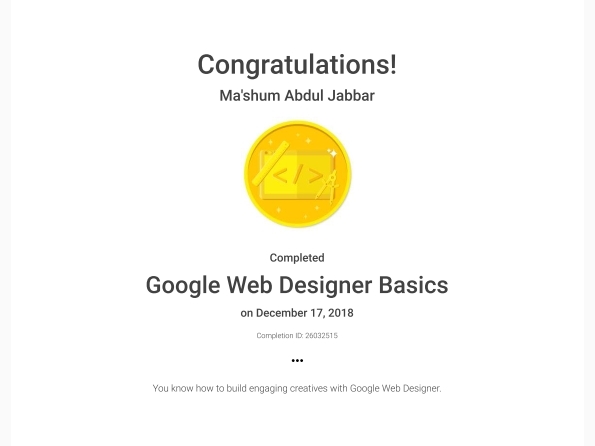 Congratulations!
Ma'shum Abdul Jabbar
</>
Completed
Google Web Designer Basics
on December 17, 2018
Completion ID: 26032515
•••
You know how to build engaging creatives with Google Web Designer.